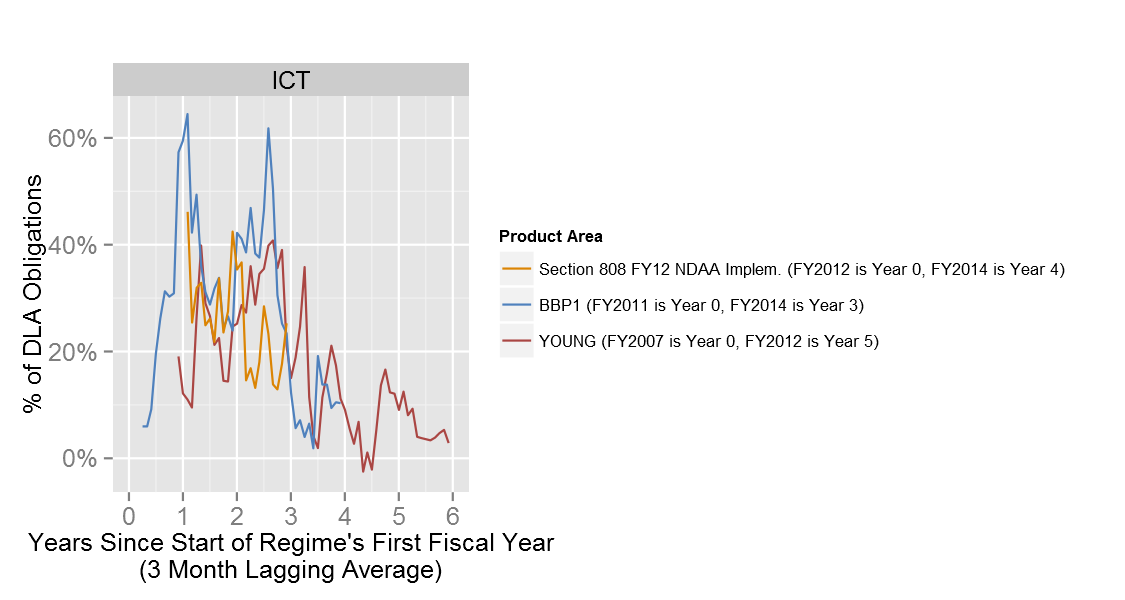 ICT
60%
40%
20%
0%
% of DLA Obligations
0 1 2 3 4 5 6
Years Since Start of Regime's First Fiscal Year
(3 Month Lagging Average)
Product Area
Section 808 FY12 NDAA Implem. (FY2012 is Year 0, FY2014 is Year 4)
BBP1 (FY2011 is Year 0, FY2014 is Year 3)
YOUNG (FY2007 is Year 0, FY2012 is Year 5)